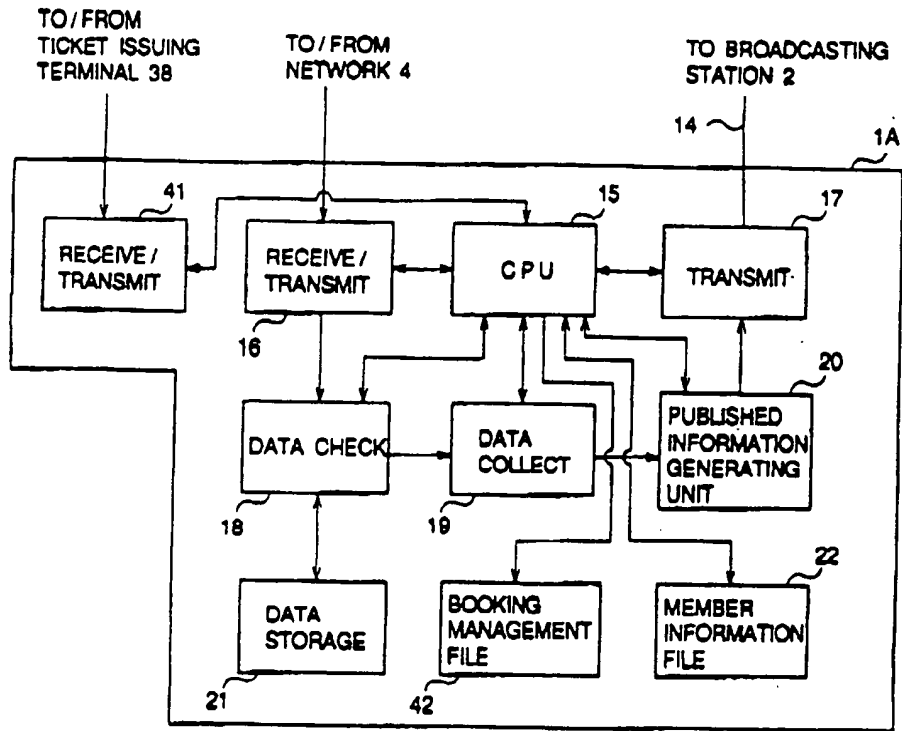 TO/FROM
TICKET ISSUING
TERMINAL 38
TO/FROM
NETWORK 4
TO BROADCASTING
STATION 2
14
1A
41
RECEIVE/
TRANSMIT
16
RECEIVE/
TRANSMIT
15
CPU
17
TRANSMIT
18
DATA CHECK
19
DATA
COLLECT
20
PUBLISHED
INFORMATION
GENERATING
UNIT
21
DATA
STORAGE
42
BOOKING
MANAGEMENT
FILE
22
MEMBER
INFORMATION
FILE